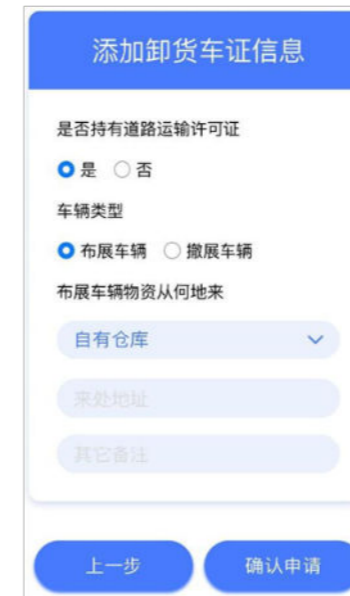 添加卸货车证信息
是否持有道路运输许可证
是 否
车辆类型
布展车辆 撤展车辆
布展车辆物资从何地来
自有仓库
来处地址
其它备注
上一步 确认申请